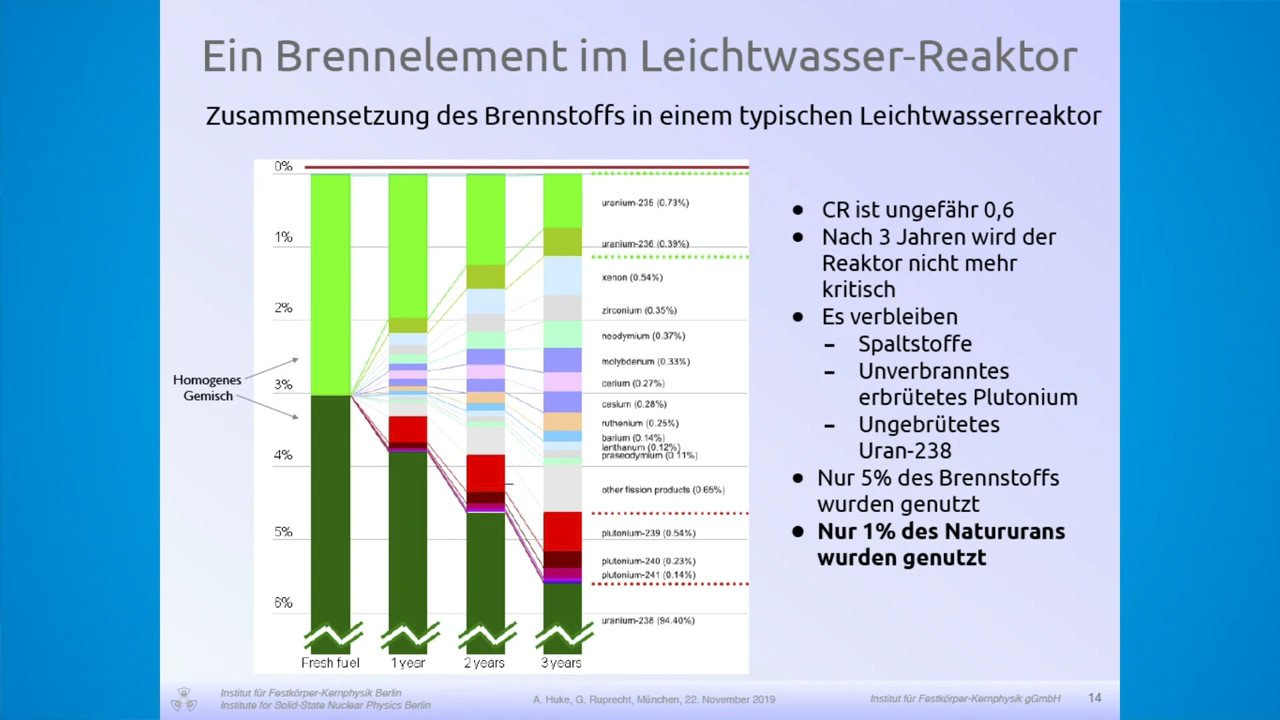 Ein Brennelement im Leichtwasser-Reaktor
Zusammensetzung des Brennstoffs in einem typischen Leichtwasserreaktor
0%
1%
2%
3%
4%
5%
6%
Homogenes
Gemisch
uranium-235 (0.73%)
uranium-236 (0.39%)
xenon (0.54%)
zirconium (0.35%)
neodymium (0.37%)
molybdenum (0.33%)
cerium (0.27%)
cesium (0.28%)
ruthenium (0.25%)
barium (0.14%)
lanthanum (0.12%)
praseodymium (0.11%)
other fission products (0.65%)
plutonium-239 (0.54%)
plutonium-240 (0.23%)
plutonium-241 (0.14%)
uranium-238 (94.40%)
Fresh fuel
1 year
2 years
3 years
● CR ist ungefähr 0,6
● Nach 3 Jahren wird der
Reaktor nicht mehr
kritisch
● Es verbleiben
– Spaltstoffe
– Unverbranntes
erbrütetes Plutonium
– Ungebrütetes
Uran-238
● Nur 5% des Brennstoffs
wurden genutzt
● Nur 1% des Natururans
wurden genutzt
Institut für Festkörper-Kernphysik Berlin
Institute for Solid-State Nuclear Physics Berlin
A. Huke, G. Ruprecht, München, 22. November 2019
Institut für Festkörper-Kernphysik gGmbH
14